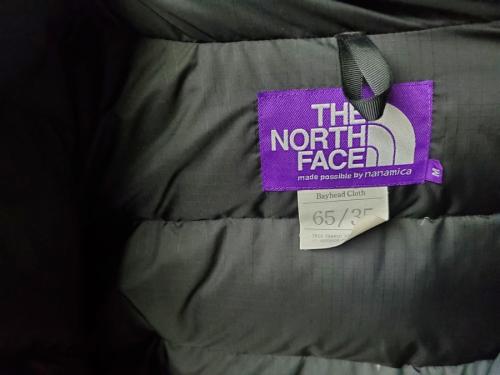 THE
NORTH
FACE
made possible by nanamica
M
Bayhead Cloth
65/35